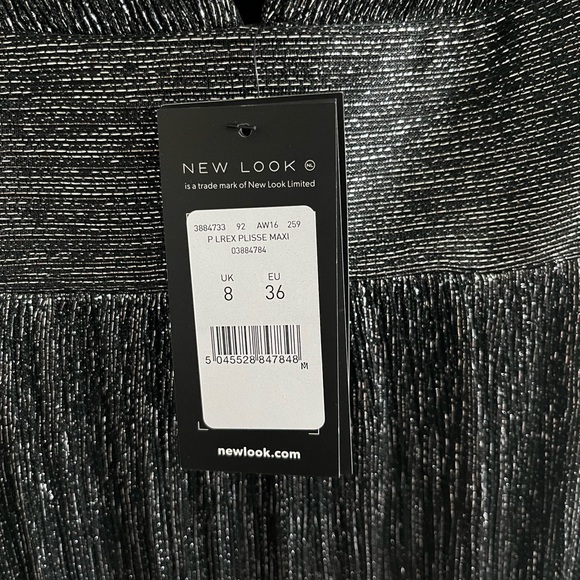 NEW LOOK NL
is a trade mark of New Look Limited
3884733 92 AW16 259
P LREX PLISSE MAXI
03884784
UK EU
8 36
5 045528 847848 M
newlook.com